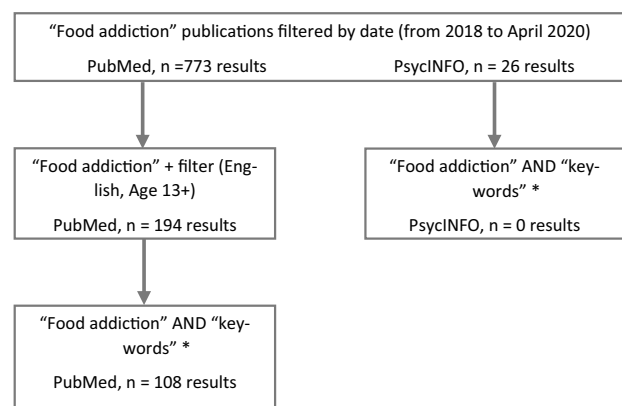 “Food addiction” publications filtered by date (from 2018 to April 2020)
PubMed, n =773 results PsycINFO, n = 26 results
“Food addiction” + filter (Eng-
lish, Age 13+)
PubMed, n = 194 results
“Food addiction” AND “key-
words” *
PsycINFO, n = 0 results
“Food addiction” AND “key-
words” *
PubMed, n = 108 results